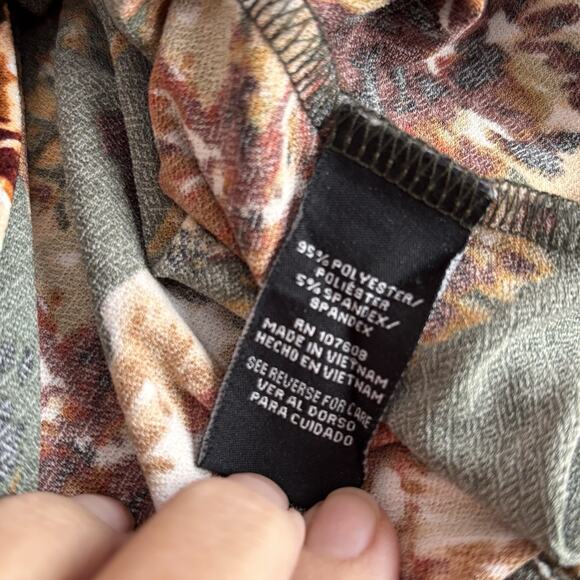 95% POLYESTER/
POLIÉSTER
5% SPANDEX/
SPANDEX
RN 107608
MADE IN VIETNAM
HECHO EN VIETNAM
SEE REVERSE FOR CARE
VER AL DORSO
PARA CUIDADO